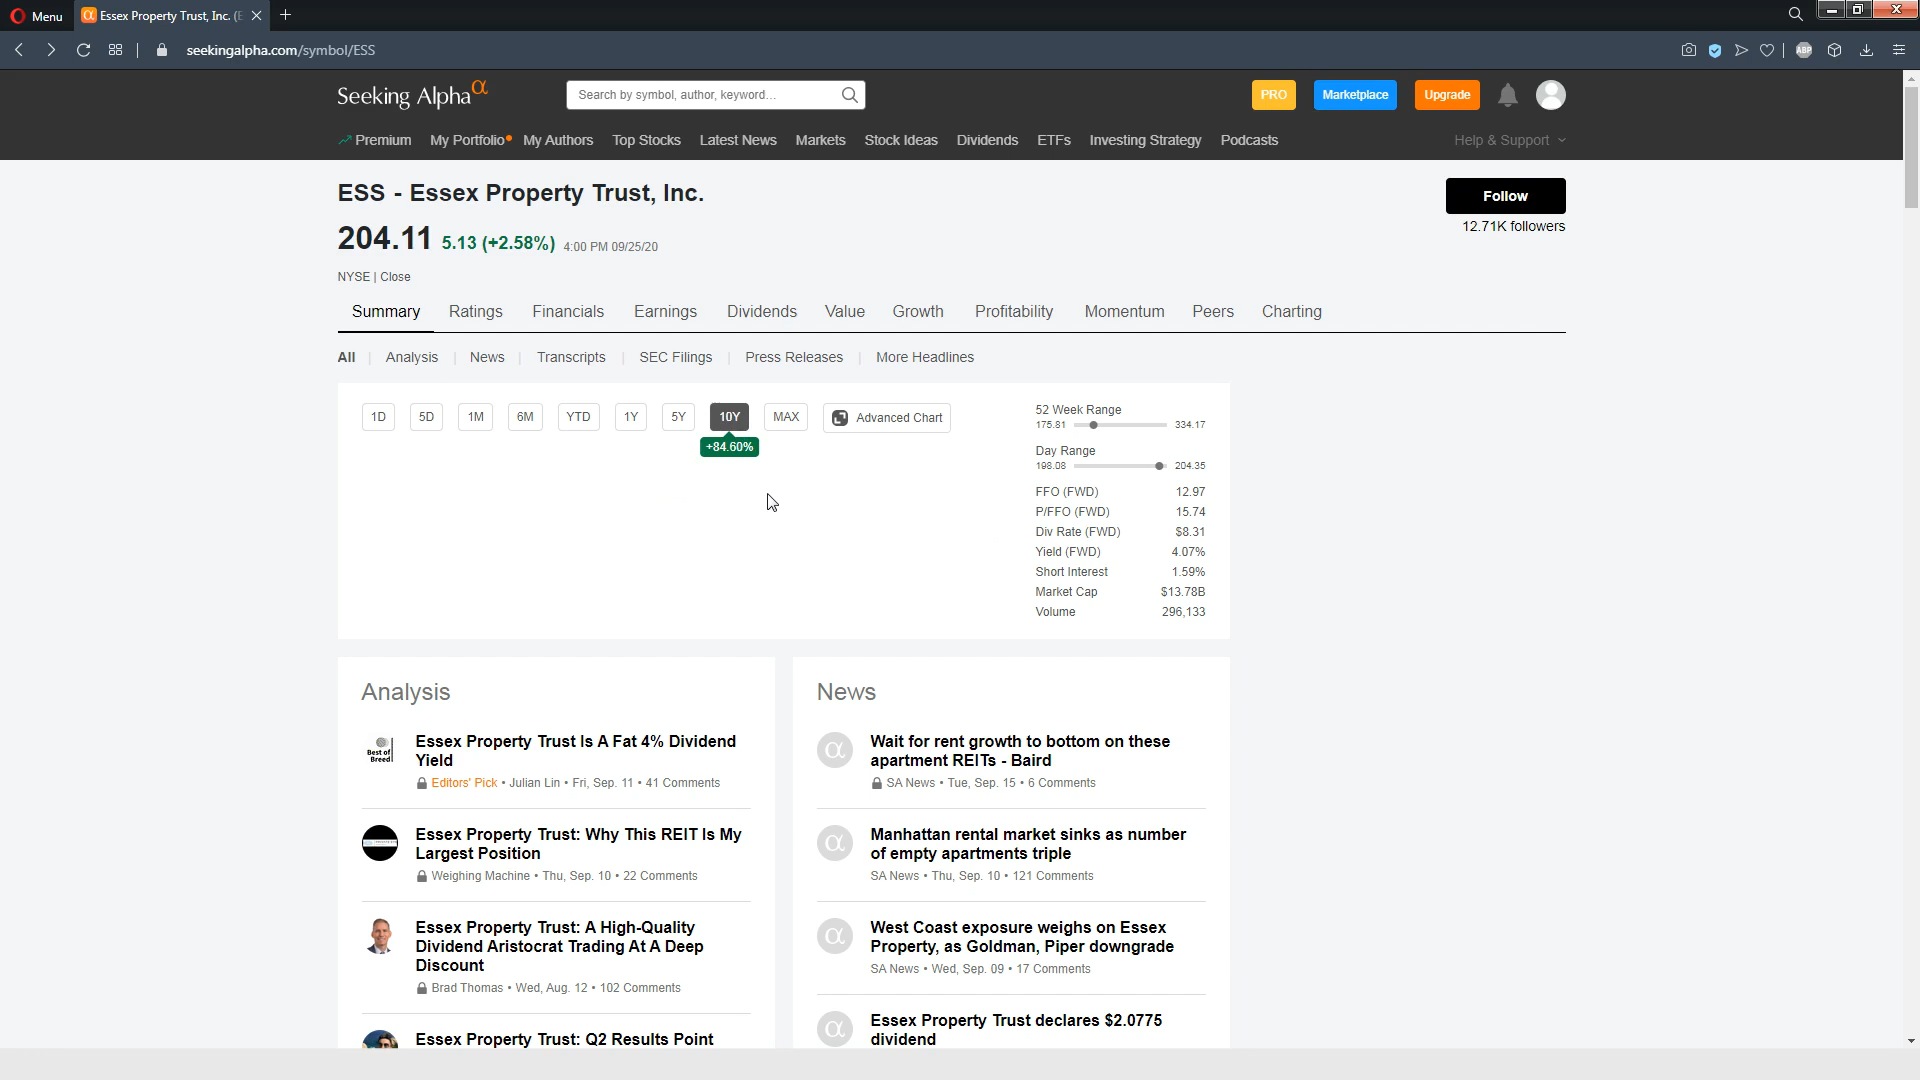 Menu
Essex Property Trust, Inc. (E
seekingalpha.com/symbol/ESS
ABP
Seeking Alpha α
Search by symbol, author, keyword...
PRO
Marketplace
Upgrade
Premium My Portfolio My Authors Top Stocks Latest News Markets Stock Ideas Dividends ETFs Investing Strategy Podcasts Help & Support
ESS - Essex Property Trust, Inc.
Follow
12.71K followers
204.11 5.13 (+2.58%) 4:00 PM 09/25/20
NYSE | Close
Summary Ratings Financials Earnings Dividends Value Growth Profitability Momentum Peers Charting
All | Analysis | News | Transcripts | SEC Filings | Press Releases | More Headlines
1D 5D 1M 6M YTD 1Y 5Y 10Y MAX Advanced Chart
+84.60%
52 Week Range
175.81 334.17
Day Range
198.08 204.35
FFO (FWD) 12.97
P/FFO (FWD) 15.74
Div Rate (FWD) $8.31
Yield (FWD) 4.07%
Short Interest 1.59%
Market Cap $13.78B
Volume 296,133
Analysis
Best of
Breed
Essex Property Trust Is A Fat 4% Dividend
Yield
Editors' Pick • Julian Lin • Fri, Sep. 11 • 41 Comments
Essex Property Trust: Why This REIT Is My
Largest Position
Weighing Machine • Thu, Sep. 10 • 22 Comments
Essex Property Trust: A High-Quality
Dividend Aristocrat Trading At A Deep
Discount
Brad Thomas • Wed, Aug. 12 • 102 Comments
Essex Property Trust: Q2 Results Point
News
α
Wait for rent growth to bottom on these
apartment REITs - Baird
SA News • Tue, Sep. 15 • 6 Comments
α
Manhattan rental market sinks as number
of empty apartments triple
SA News • Thu, Sep. 10 • 121 Comments
α
West Coast exposure weighs on Essex
Property, as Goldman, Piper downgrade
SA News • Wed, Sep. 09 • 17 Comments
α
Essex Property Trust declares $2.0775
dividend